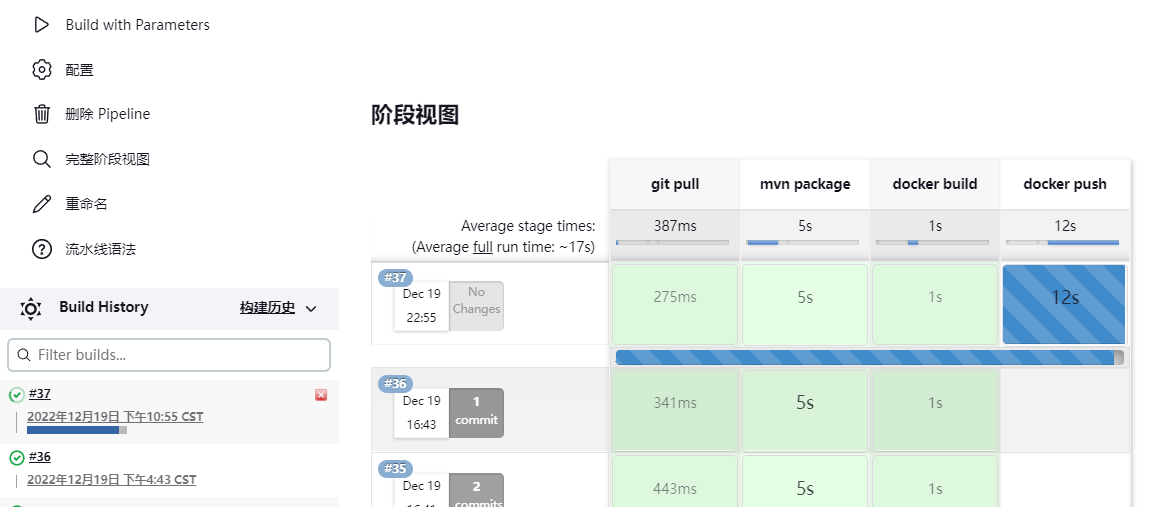 Build with Parameters
配置
删除 Pipeline
完整阶段视图
重命名
流水线语法
Build History 构建历史
Filter builds...
#37
2022年12月19日 下午10:55 CST
#36
2022年12月19日 下午4:43 CST
阶段视图
git pull mvn package docker build docker push
Average stage times: 387ms 5s 1s 12s
(Average full run time: ~17s)
#37
Dec 19 No
22:55 Changes
275ms 5s 1s 12s
#36
Dec 19 1
16:43 commit
341ms 5s 1s
#35
Dec 19 2
16:41 commits
443ms 5s 1s